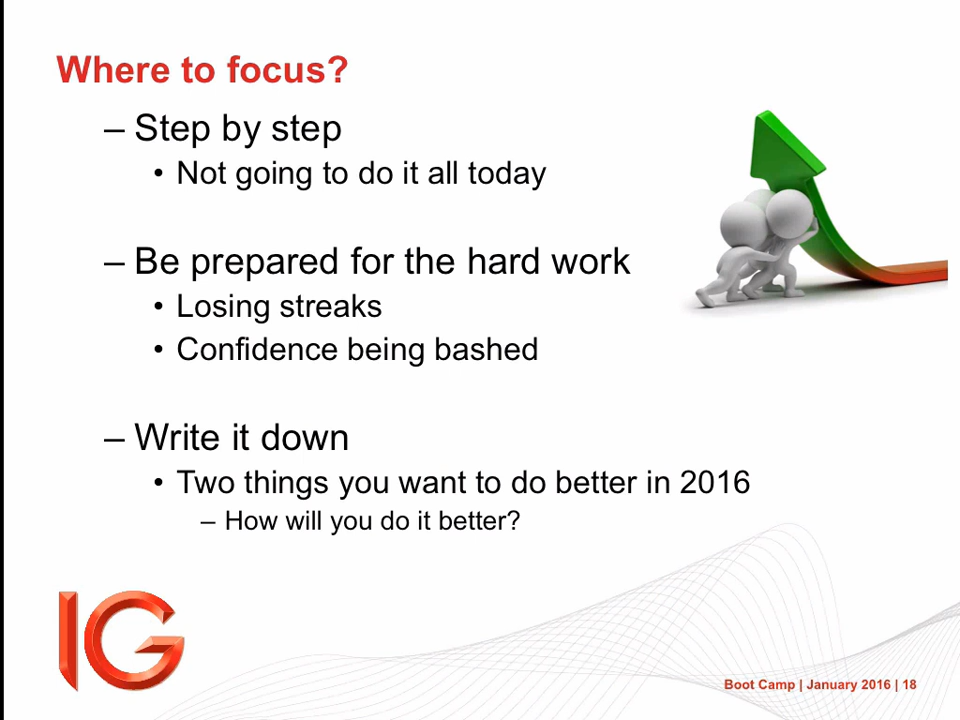 Where to focus?
– Step by step
• Not going to do it all today
– Be prepared for the hard work
• Losing streaks
• Confidence being bashed
– Write it down
• Two things you want to do better in 2016
– How will you do it better?
IG
Boot Camp | January 2016 | 18